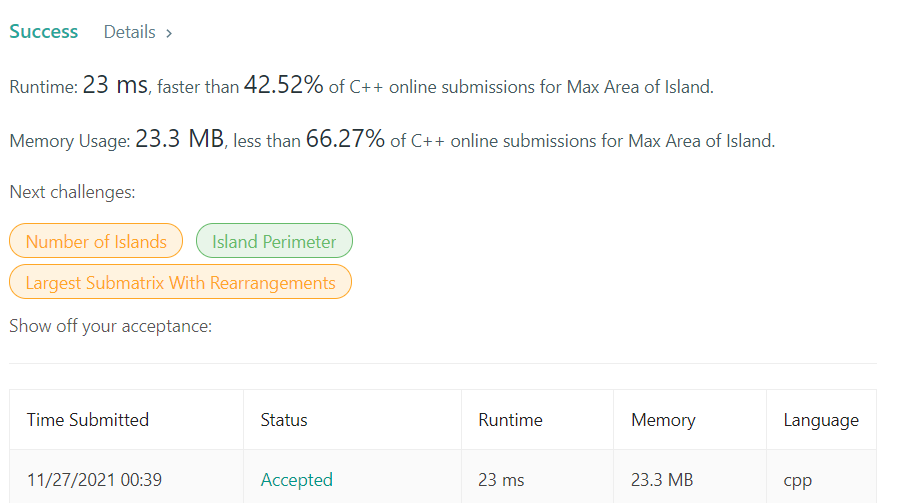 Success Details >
Runtime: 23 ms, faster than 42.52% of C++ online submissions for Max Area of Island.
Memory Usage: 23.3 MB, less than 66.27% of C++ online submissions for Max Area of Island.
Next challenges:
Number of Islands Island Perimeter
Largest Submatrix With Rearrangements
Show off your acceptance:
Time Submitted Status Runtime Memory Language
11/27/2021 00:39 Accepted 23 ms 23.3 MB cpp